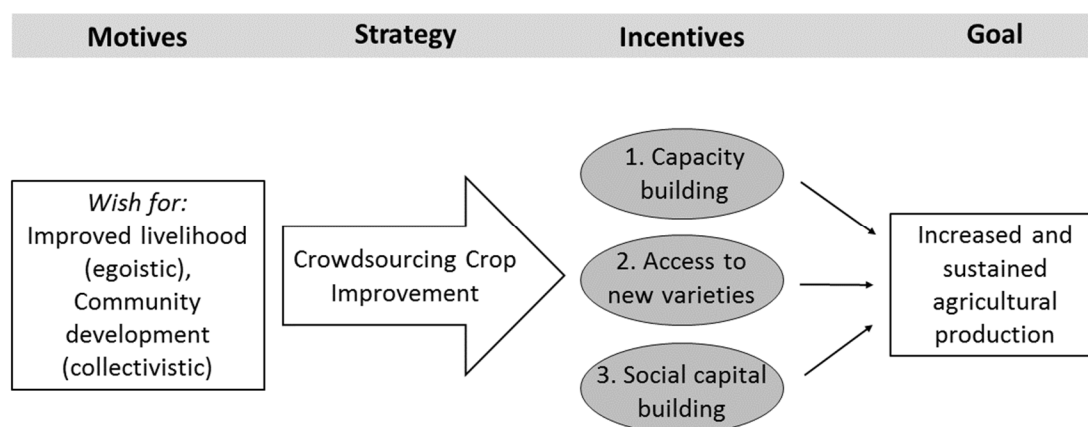 Motives
Strategy
Incentives
Goal
Wish for:
Improved livelihood
(egoistic),
Community
development
(collectivistic)
Crowdsourcing Crop
Improvement
1. Capacity
building
2. Access to
new varieties
3. Social capital
building
Increased and
sustained
agricultural
production